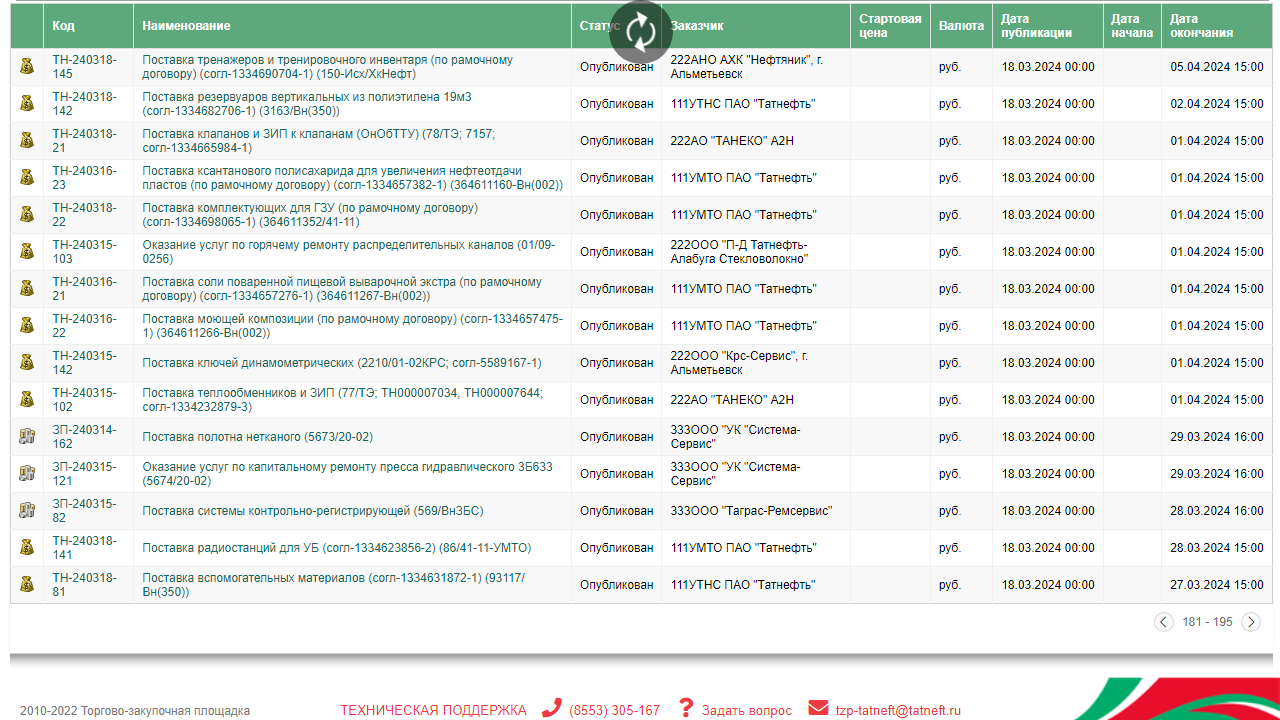 Код Наименование Статус Заказчик Стартовая цена Валюта Дата публикации Дата начала Дата окончания
ТН-240318- Поставка тренажеров и тренировочного инвентаря (по рамочному 222АНО АХК "Нефтяник", г.
145 договору) (согл-1334690704-1) (150-Исх/ХкНефт) Опубликован Альметьевск руб. 18.03.2024 00:00 05.04.2024 15:00
ТН-240318- Поставка резервуаров вертикальных из полиэтилена 19м3
142 (согл-1334682706-1) (3163/Вн(350)) Опубликован 111УТНС ПАО "Татнефть" руб. 18.03.2024 00:00 02.04.2024 15:00
ТН-240318- Поставка клапанов и ЗИП к клапанам (ОнОбТТУ) (78/ТЭ; 7157;
21 согл-1334665984-1) Опубликован 222АО "ТАНЕКО" А2Н руб. 18.03.2024 00:00 01.04.2024 15:00
ТН-240316- Поставка ксантанового полисахарида для увеличения нефтеотдачи
23 пластов (по рамочному договору) (согл-1334657382-1) (364611160-Вн(002)) Опубликован 111УМТО ПАО "Татнефть" руб. 18.03.2024 00:00 01.04.2024 15:00
ТН-240318- Поставка комплектующих для ГЗУ (по рамочному договору)
22 (согл-1334698065-1) (364611352/41-11) Опубликован 111УМТО ПАО "Татнефть" руб. 18.03.2024 00:00 01.04.2024 15:00
ТН-240315- Оказание услуг по горячему ремонту распределительных каналов (01/09- 222ООО "П-Д Татнефть-
103 0256) Опубликован Алабуга Стекловолокно" руб. 18.03.2024 00:00 01.04.2024 15:00
ТН-240316- Поставка соли поваренной пищевой выварочной экстра (по рамочному
21 договору) (согл-1334657276-1) (364611267-Вн(002)) Опубликован 111УМТО ПАО "Татнефть" руб. 18.03.2024 00:00 01.04.2024 15:00
ТН-240316- Поставка моющей композиции (по рамочному договору) (согл-1334657475-
22 1) (364611266-Вн(002)) Опубликован 111УМТО ПАО "Татнефть" руб. 18.03.2024 00:00 01.04.2024 15:00
ТН-240315- 222ООО "Крс-Сервис", г.
142 Поставка ключей динамометрических (2210/01-02КРС; согл-5589167-1) Опубликован Альметьевск руб. 18.03.2024 00:00 01.04.2024 15:00
ТН-240315- Поставка теплообменников и ЗИП (77/ТЭ; ТН000007034, ТН000007644;
102 согл-1334232879-3) Опубликован 222АО "ТАНЕКО" А2Н руб. 18.03.2024 00:00 01.04.2024 15:00
ЗП-240314- 333ООО "УК "Система-
162 Поставка полотна нетканого (5673/20-02) Опубликован Сервис" руб. 18.03.2024 00:00 29.03.2024 16:00
ЗП-240315- Оказание услуг по капитальному ремонту пресса гидравлического 3Б633 333ООО "УК "Система-
121 (5674/20-02) Опубликован Сервис" руб. 18.03.2024 00:00 29.03.2024 16:00
ЗП-240315-
82 Поставка системы контрольно-регистрирующей (569/ВнЗБС) Опубликован 333ООО "Таграс-Ремсервис" руб. 18.03.2024 00:00 28.03.2024 16:00
ТН-240318-
141 Поставка радиостанций для УБ (согл-1334623856-2) (86/41-11-УМТО) Опубликован 111УМТО ПАО "Татнефть" руб. 18.03.2024 00:00 28.03.2024 15:00
ТН-240318- Поставка вспомогательных материалов (согл-1334631872-1) (93117/
81 Вн(350)) Опубликован 111УТНС ПАО "Татнефть" руб. 18.03.2024 00:00 27.03.2024 15:00
181 - 195
2010-2022 Торгово-закупочная площадка ТЕХНИЧЕСКАЯ ПОДДЕРЖКА (8553) 305-167 Задать вопрос tzp-tatneft@tatneft.ru